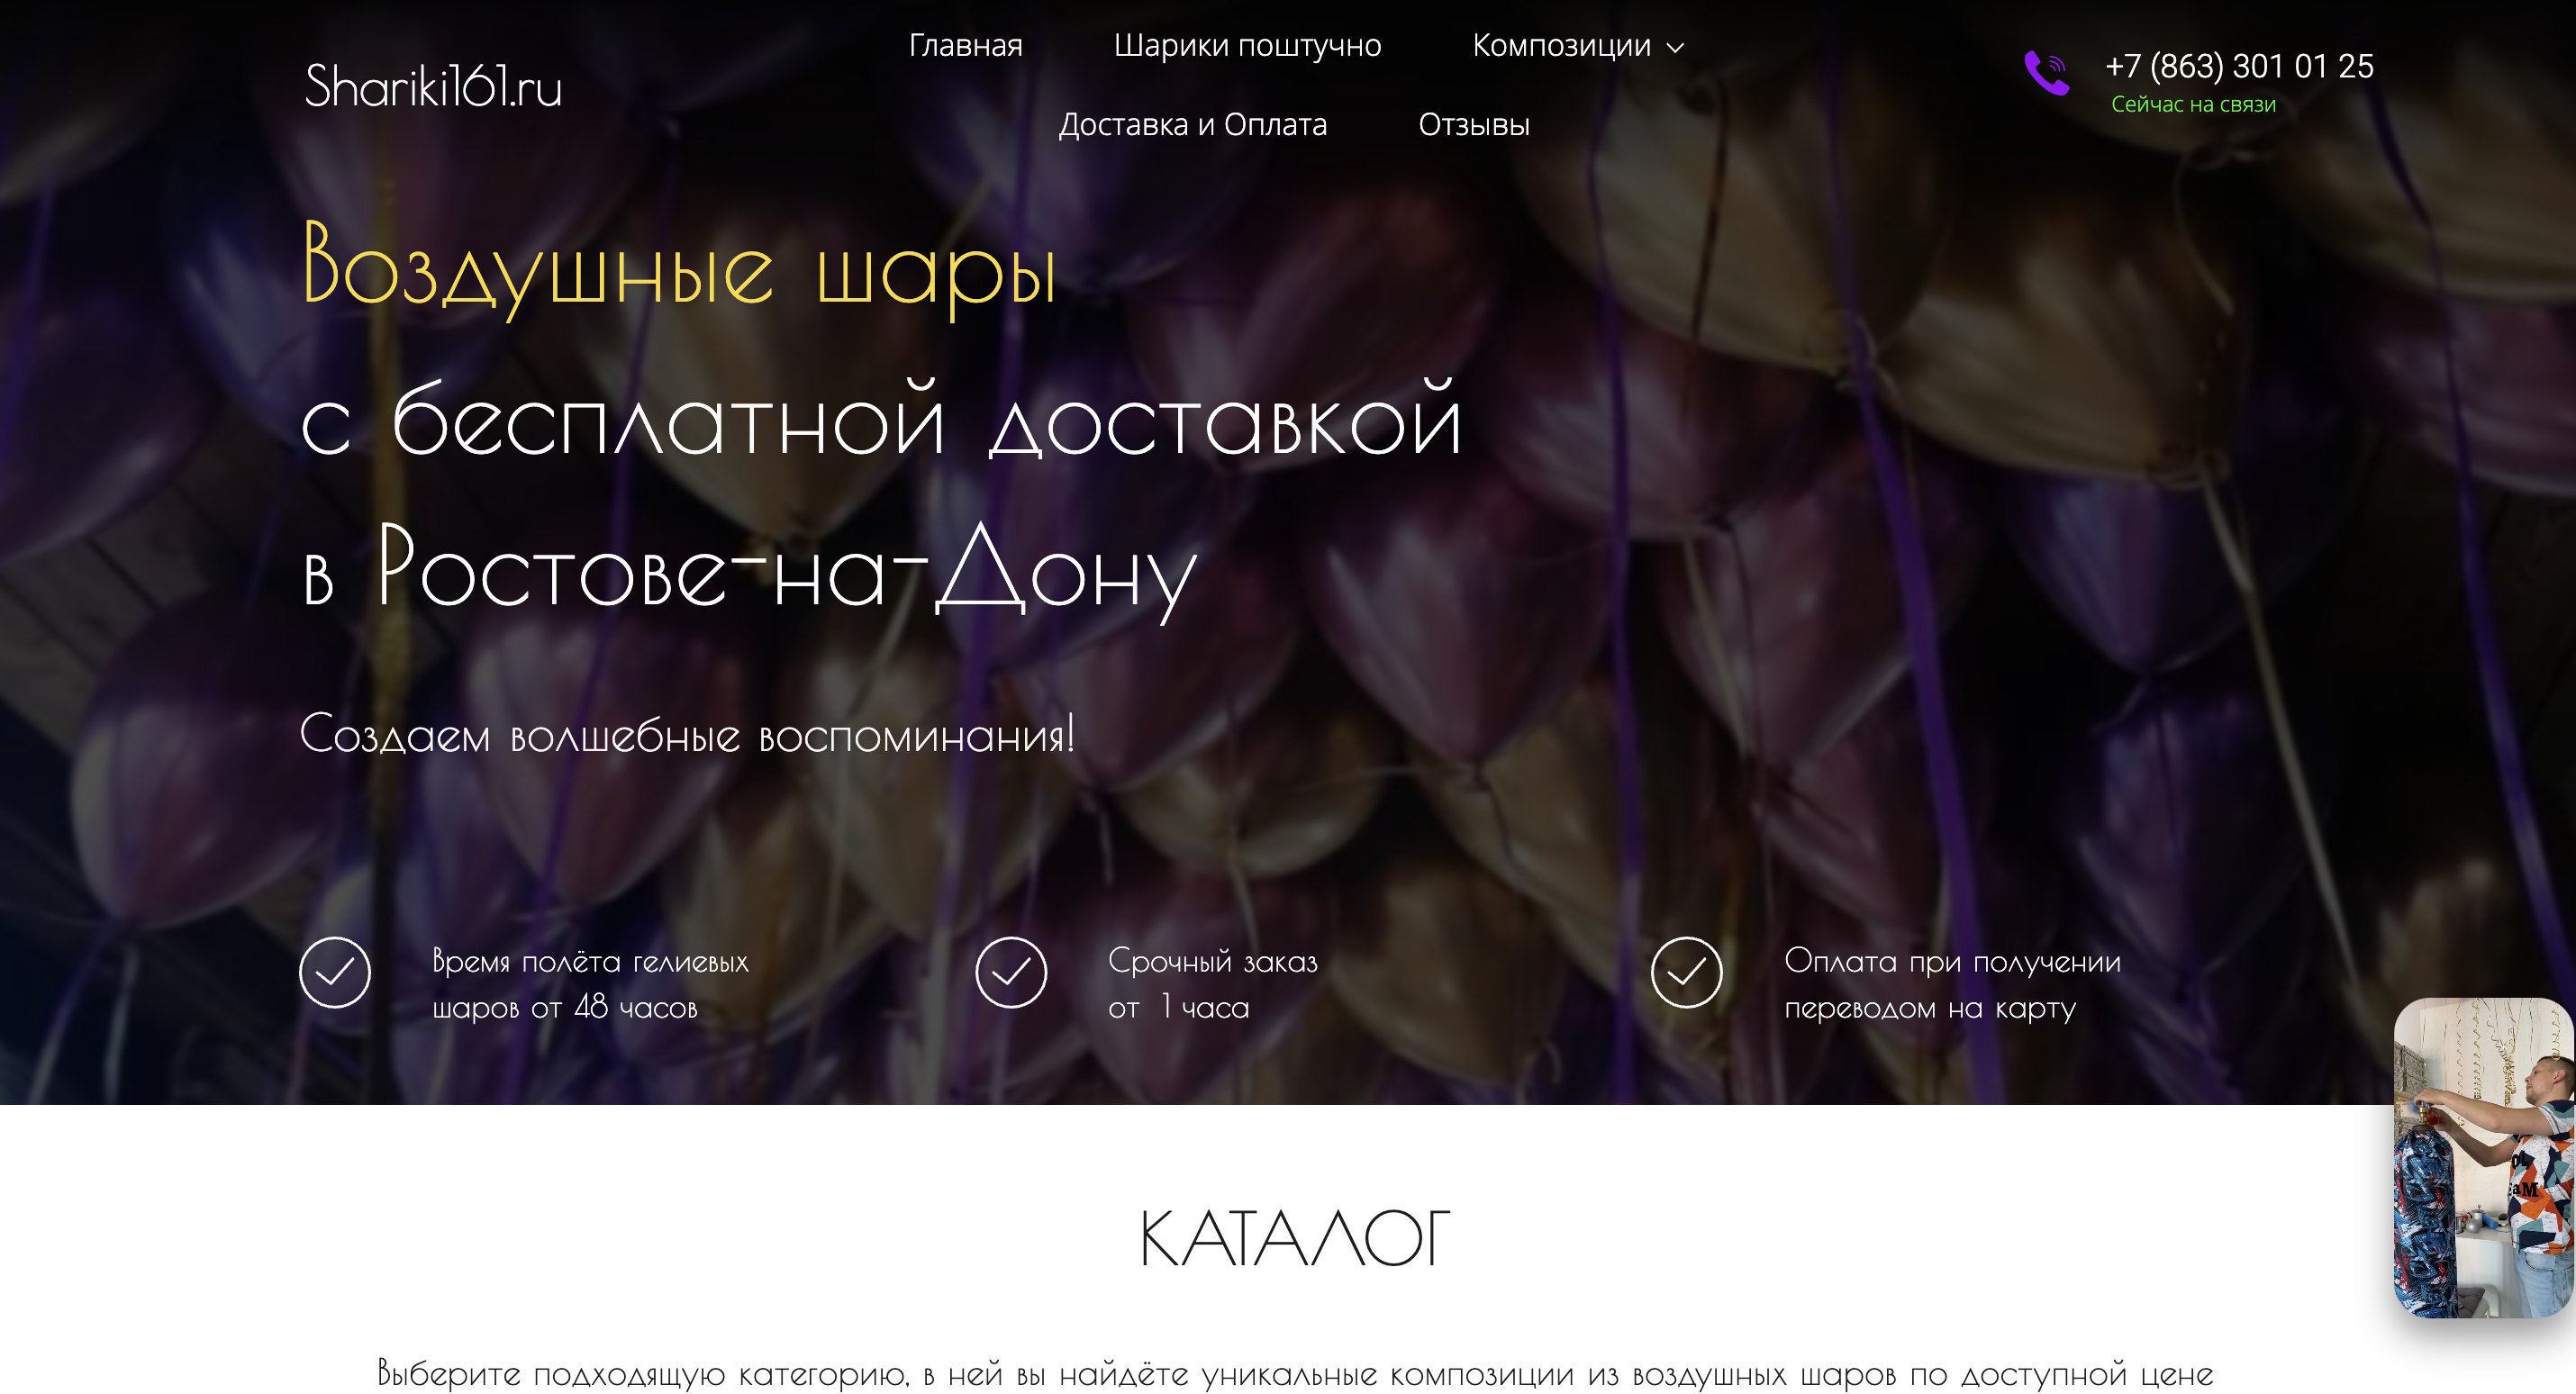 Shariki161.ru
Главная Шарики поштучно Композиции
Доставка и Оплата Отзывы
+7 (863) 301 01 25
Сейчас на связи
Воздушные шары
с бесплатной доставкой
в Ростове-на-Дону
Создаем волшебные воспоминания!
Время полёта гелиевых
шаров от 48 часов
Срочный заказ
от 1 часа
Оплата при получении
переводом на карту
КАТАЛОГ
Выберите подходящую категорию, в ней вы найдёте уникальные композиции из воздушных шаров по доступной цене